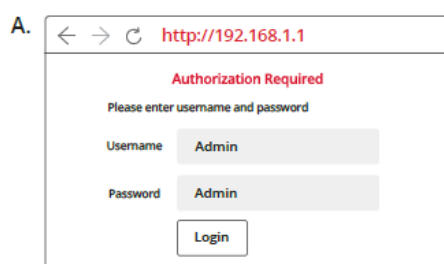 A.
http://192.168.1.1
Authorization Required
Please enter username and password
Username Admin
Password Admin
Login